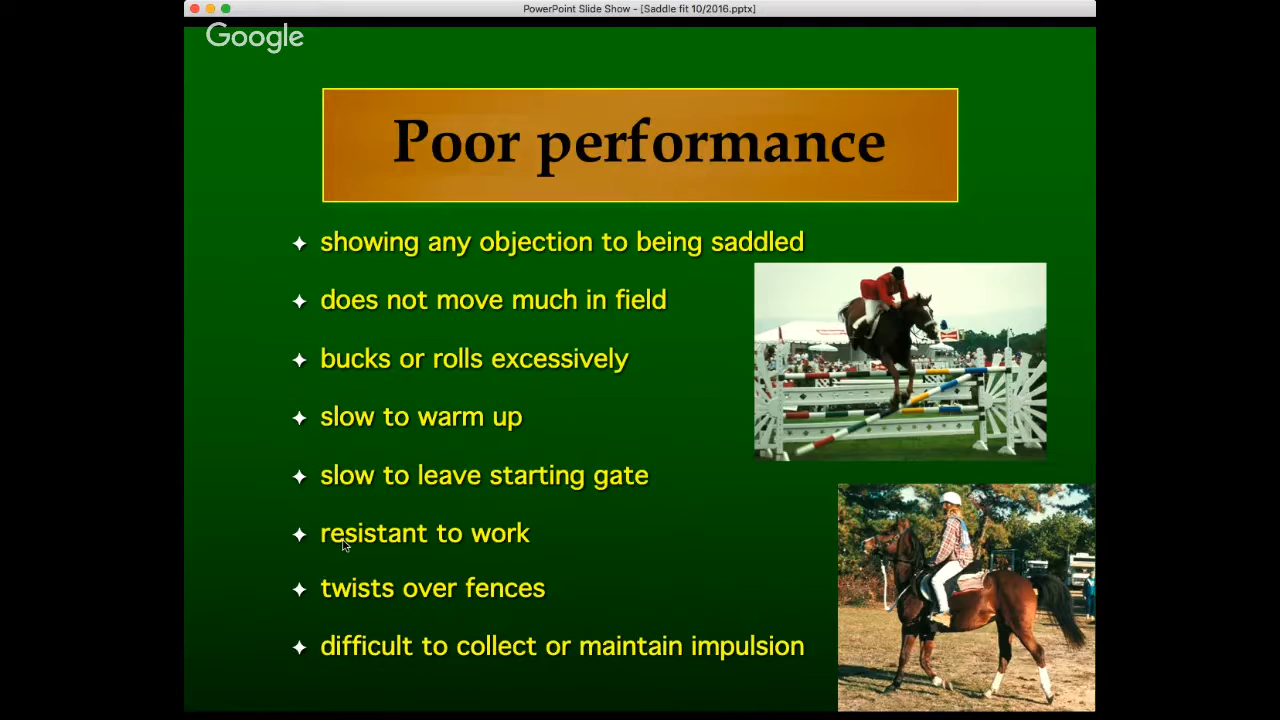 PowerPoint Slide Show - [Saddle fit 10/2016.pptx]
Google
Poor performance
showing any objection to being saddled
does not move much in field
bucks or rolls excessively
slow to warm up
slow to leave starting gate
resistant to work
twists over fences
difficult to collect or maintain impulsion